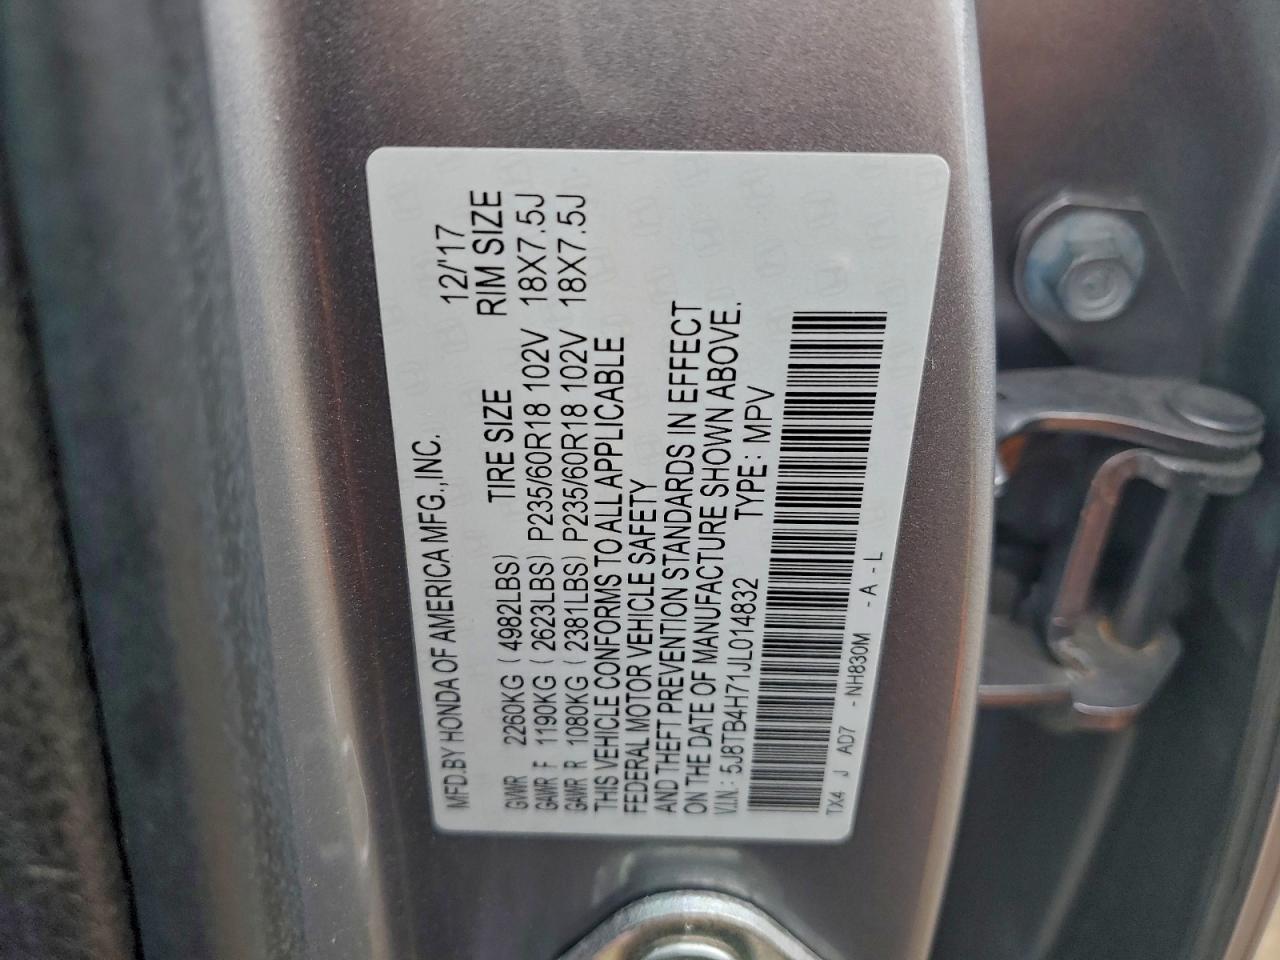 MFD.BY HONDA OF AMERICA MFG.,INC. 12/'17
TIRE SIZE RIM SIZE
GVWR 2260KG ( 4982LBS)
GAWR F 1190KG ( 2623LBS) P235/60R18 102V 18X7.5J
GAWR R 1080KG ( 2381LBS) P235/60R18 102V 18X7.5J
THIS VEHICLE CONFORMS TO ALL APPLICABLE
FEDERAL MOTOR VEHICLE SAFETY
AND THEFT PREVENTION STANDARDS IN EFFECT
ON THE DATE OF MANUFACTURE SHOWN ABOVE.
V.I.N.: 5J8TB4H71JL014832 TYPE: MPV
TX4 J AD7 -NH830M -A-L